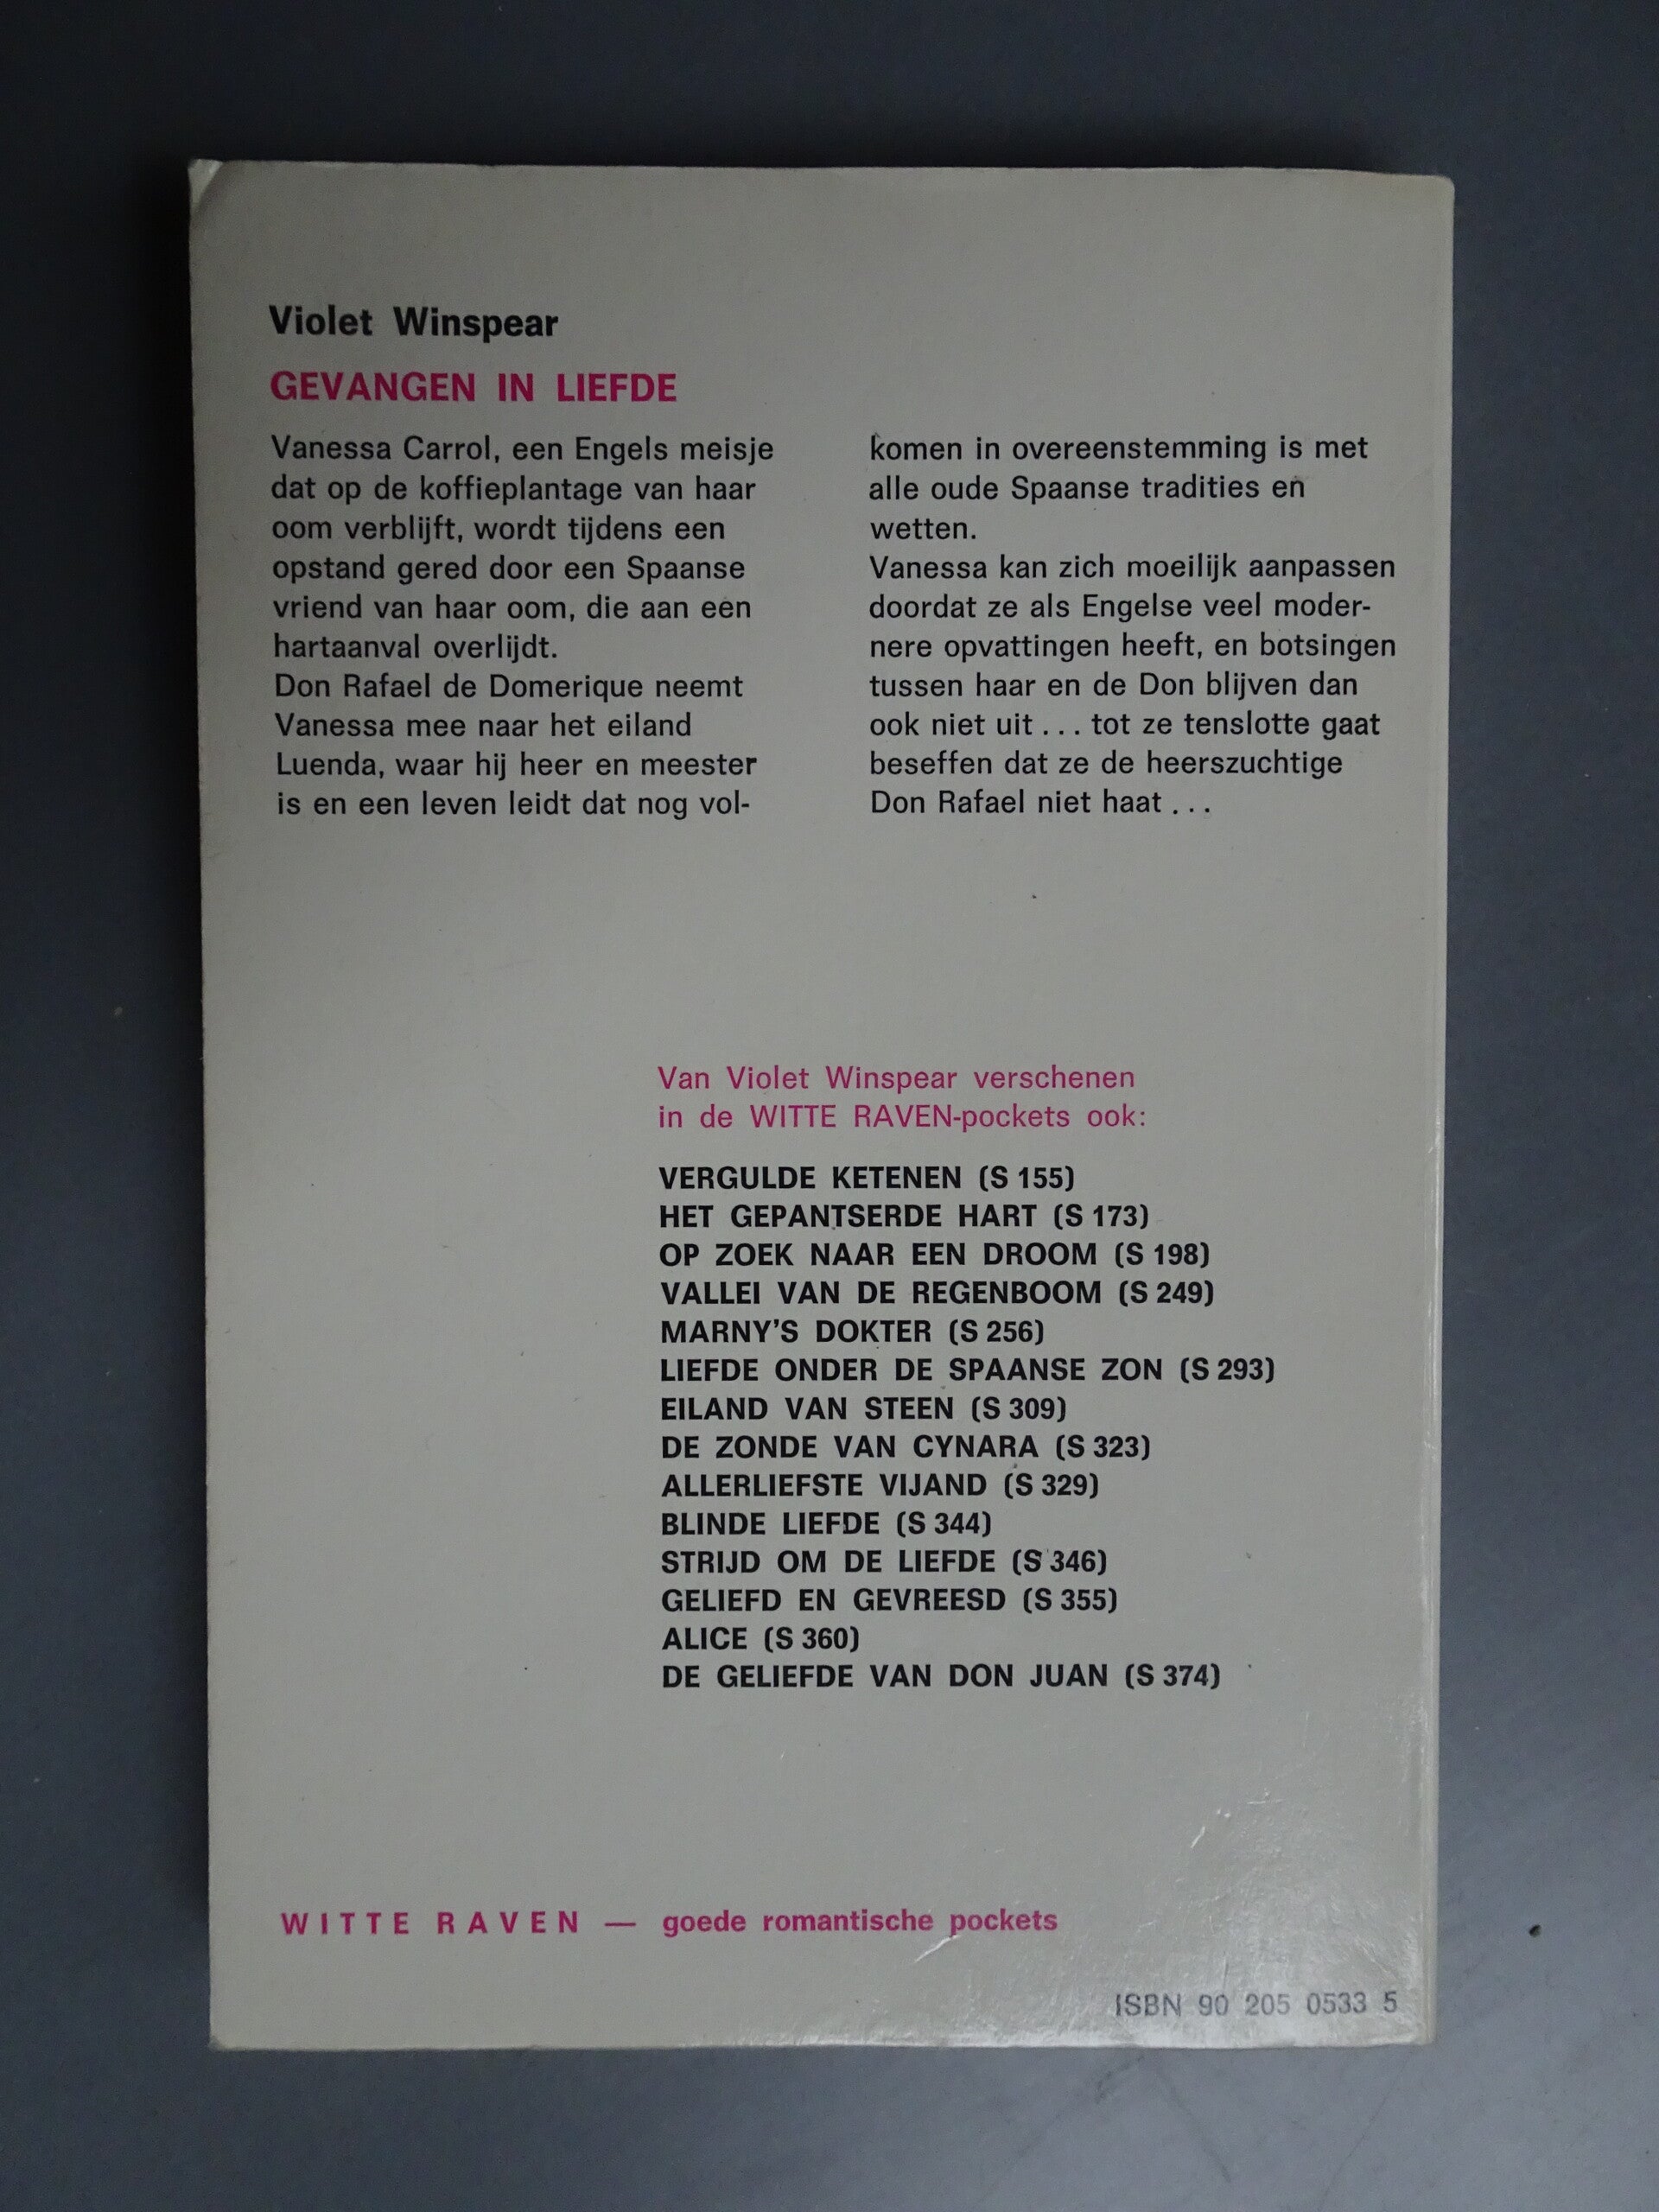 Violet Winspear
GEVANGEN IN LIEFDE
Vanessa Carrol, een Engels meisje
dat op de koffieplantage van haar
oom verblijft, wordt tijdens een
opstand gered door een Spaanse
vriend van haar oom, die aan een
hartaanval overlijdt.
Don Rafael de Domerique neemt
Vanessa mee naar het eiland
Luenda, waar hij heer en meester
is en een leven leidt dat nog vol-
komen in overeenstemming is met
alle oude Spaanse tradities en
wetten.
Vanessa kan zich moeilijk aanpassen
doordat ze als Engelse veel moder-
nere opvattingen heeft, en botsingen
tussen haar en de Don blijven dan
ook niet uit ... tot ze tenslotte gaat
beseffen dat ze de heerszuchtige
Don Rafael niet haat ...
Van Violet Winspear verschenen
in de WITTE RAVEN-pockets ook:
VERGULDE KETENEN (S 155)
HET GEPANTSERDE HART (S 173)
OP ZOEK NAAR EEN DROOM (S 198)
VALLEI VAN DE REGENBOOM (S 249)
MARNY'S DOKTER (S 256)
LIEFDE ONDER DE SPAANSE ZON (S 293)
EILAND VAN STEEN (S 309)
DE ZONDE VAN CYNARA (S 323)
ALLERLIEFSTE VIJAND (S 329)
BLINDE LIEFDE (S 344)
STRIJD OM DE LIEFDE (S 346)
GELIEFD EN GEVREESD (S 355)
ALICE (S 360)
DE GELIEFDE VAN DON JUAN (S 374)
WITTE RAVEN — goede romantische pockets
ISBN 90 205 0533 5